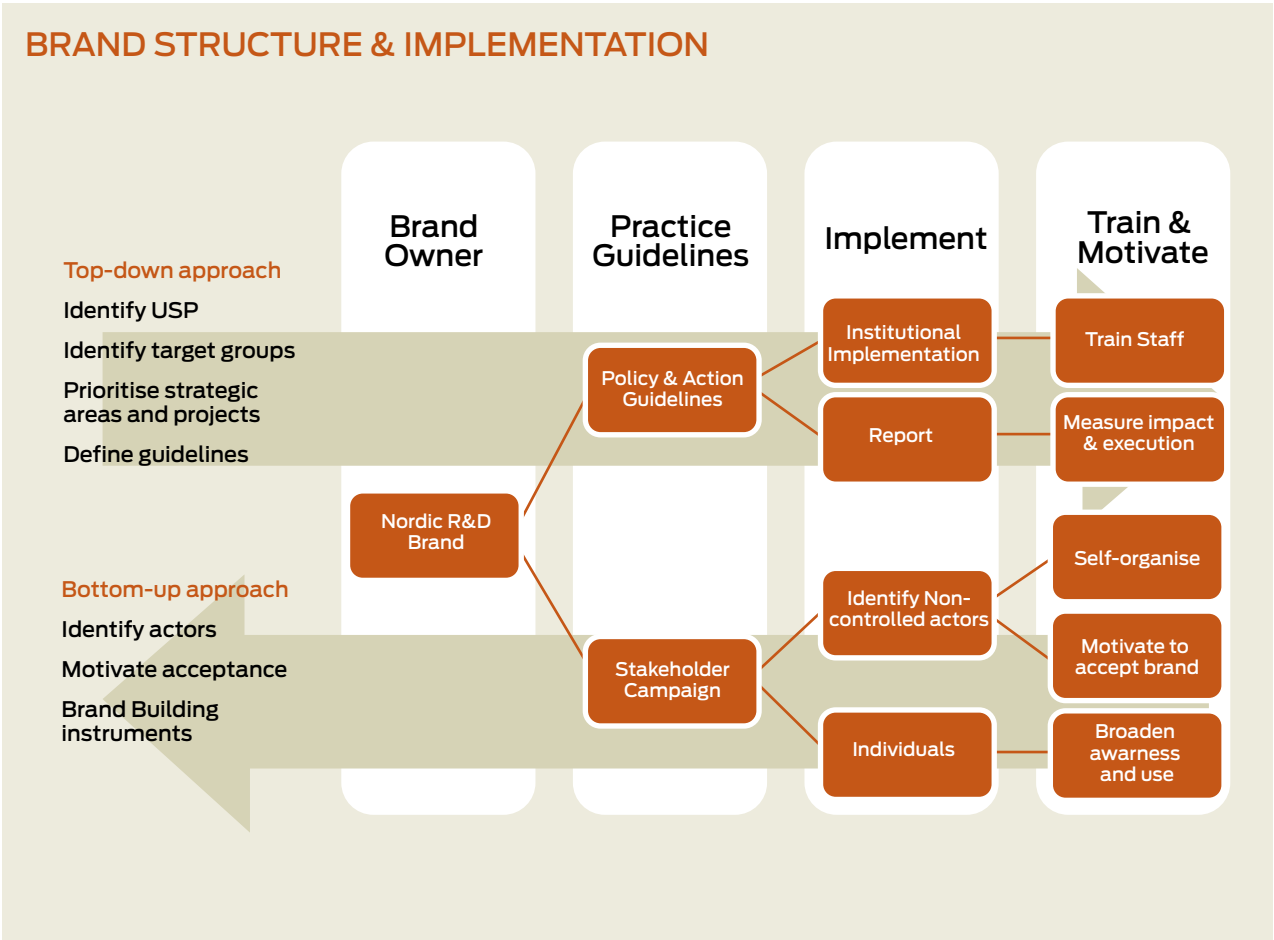 BRAND STRUCTURE & IMPLEMENTATION
Brand
Owner
Practice
Guidelines
Implement
Train &
Motivate
Top-down approach
Identify USP
Identify target groups
Prioritise strategic
areas and projects
Define guidelines
Bottom-up approach
Identify actors
Motivate acceptance
Brand Building
instruments
Nordic R&D
Brand
Policy & Action
Guidelines
Stakeholder
Campaign
Institutional
Implementation
Report
Identify Non-
controlled actors
Individuals
Train Staff
Measure impact
& execution
Self-organise
Motivate to
accept brand
Broaden
awarness
and use